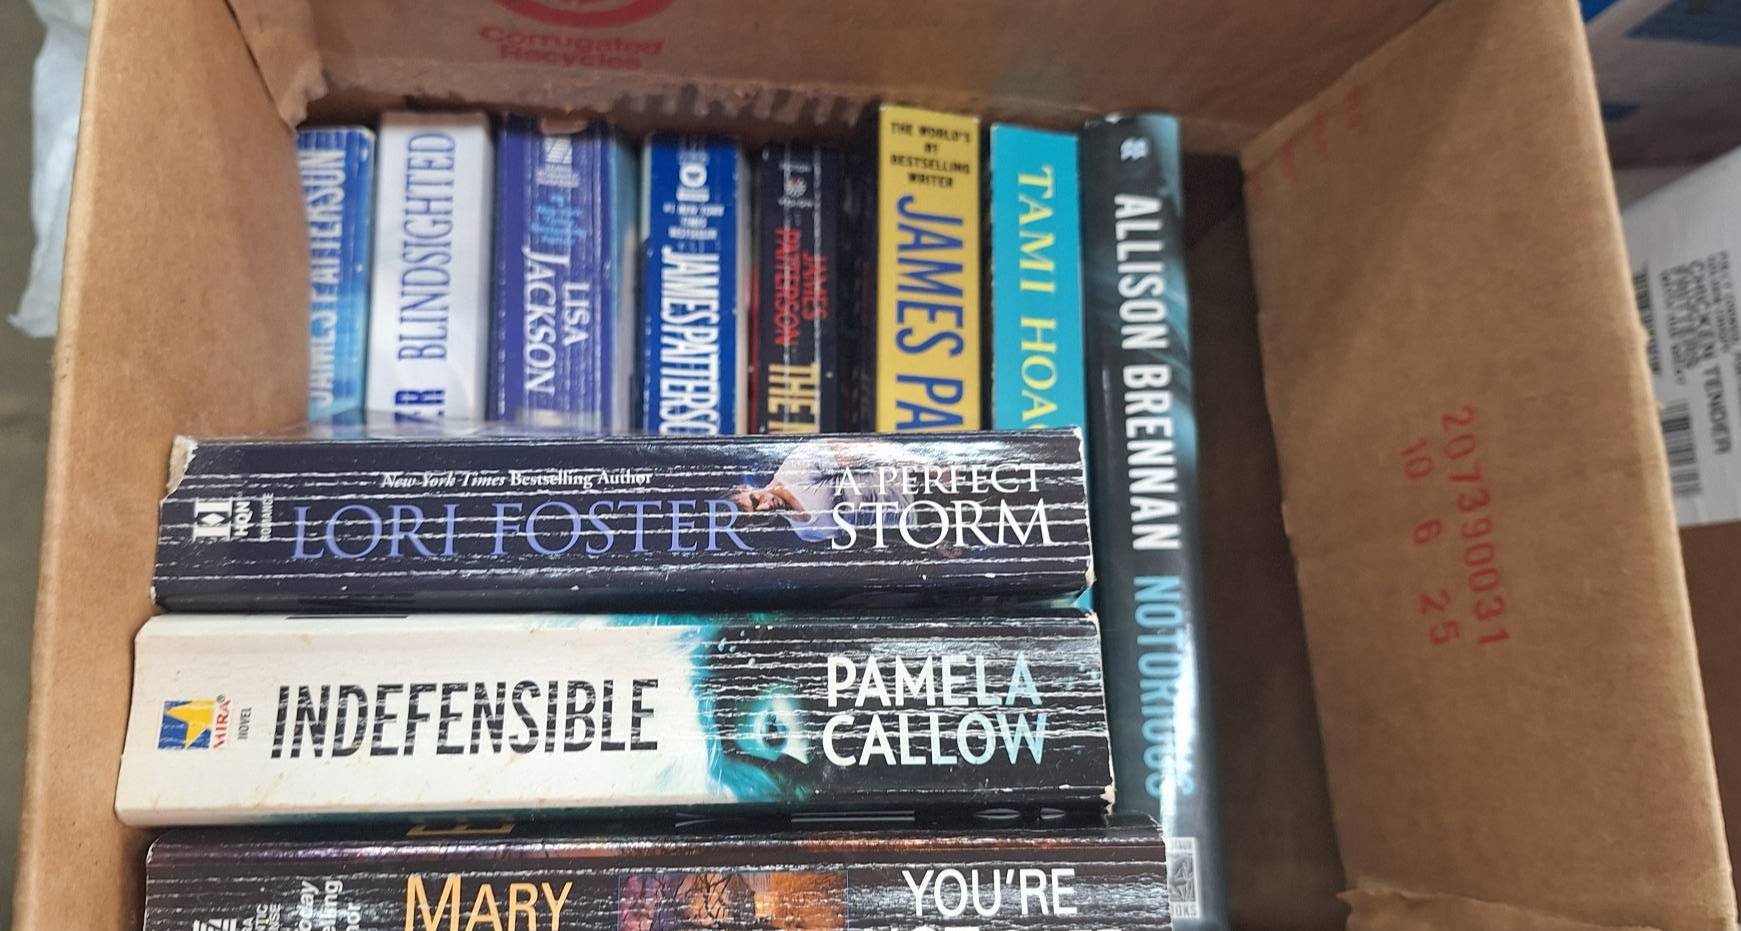 Corrugated
Recycles
JAMES PATTERSON
BLINDSIGHTED
LISA
JACKSON
#1 NEW YORK
TIMES
BESTSELLER
JAMES PATTERSO
JAMES
PATTERSON
THE
THE WORLD'S
#1
BESTSELLING
WRITER
JAMES PA
TAMI HOA
ALLISON BRENNAN NOTORIOUS
HQN
ROMANCE
New York Times Bestselling Author
LORI FOSTER
A PERFECT
STORM
MIRA®
NOVEL
INDEFENSIBLE
PAMELA
CALLOW
MARY
YOU'RE
207390031
10 6 25
CHICKEN TENDER